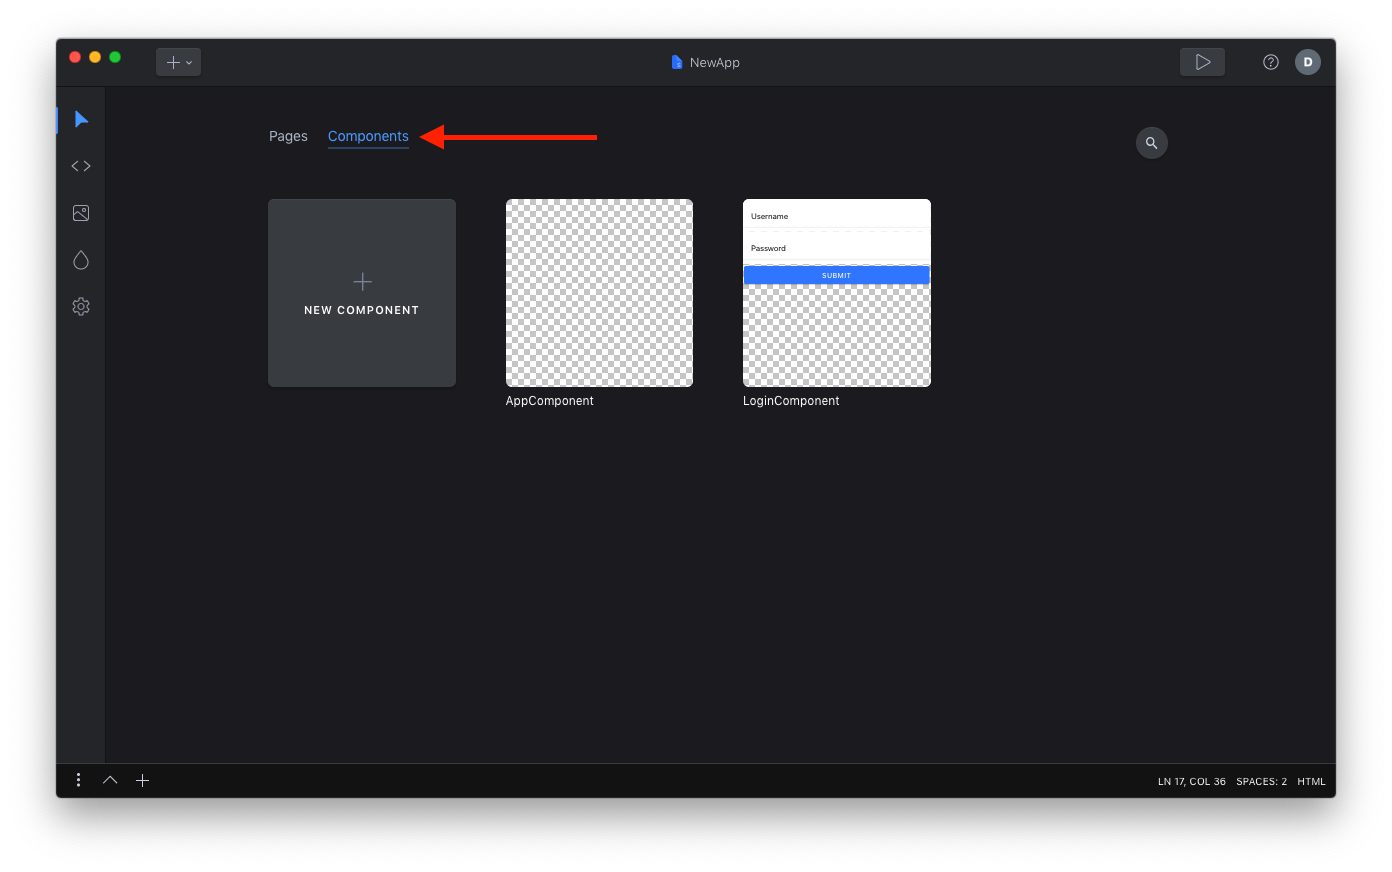 NewApp
D
Pages
Components
NEW COMPONENT
Username
Password
SUBMIT
AppComponent
LoginComponent
LN 17, COL 36
SPACES: 2
HTML